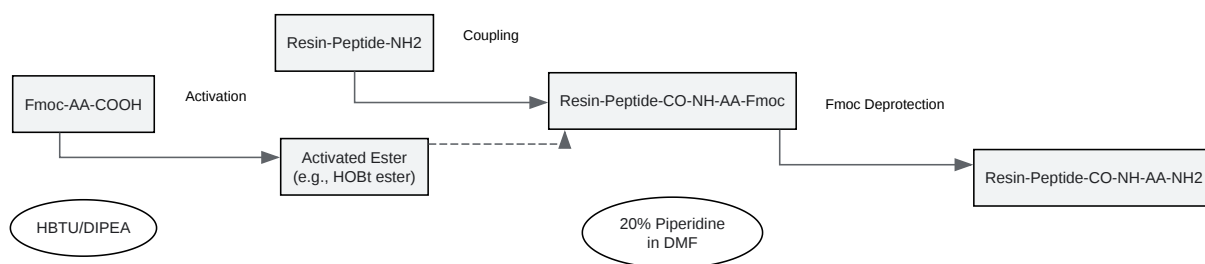 Resin-Peptide-NH2
Coupling
Fmoc-AA-COOH
Activation
Resin-Peptide-CO-NH-AA-Fmoc
Fmoc Deprotection
Activated Ester
(e.g., HOBt ester)
Resin-Peptide-CO-NH-AA-NH2
HBTU/DIPEA
20% Piperidine
in DMF